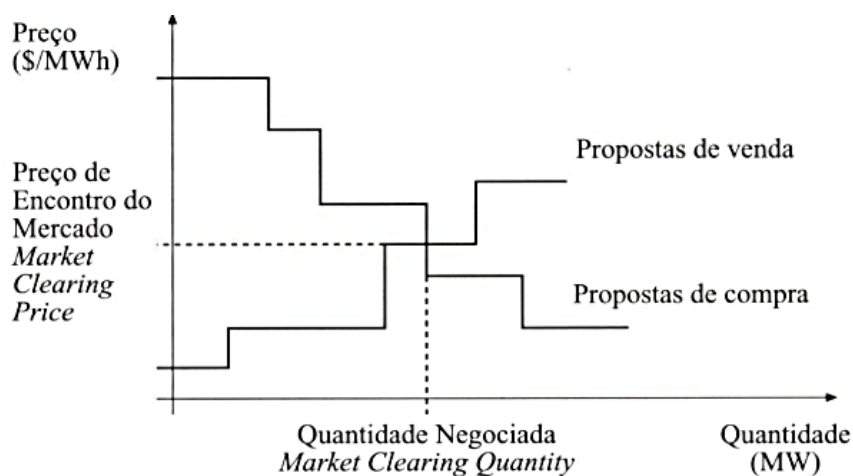 Preço
($/MWh)
Propostas de venda
Preço de
Encontro do
Mercado
Market
Clearing
Price
Propostas de compra
Quantidade Negociada
Market Clearing Quantity
Quantidade
(MW)